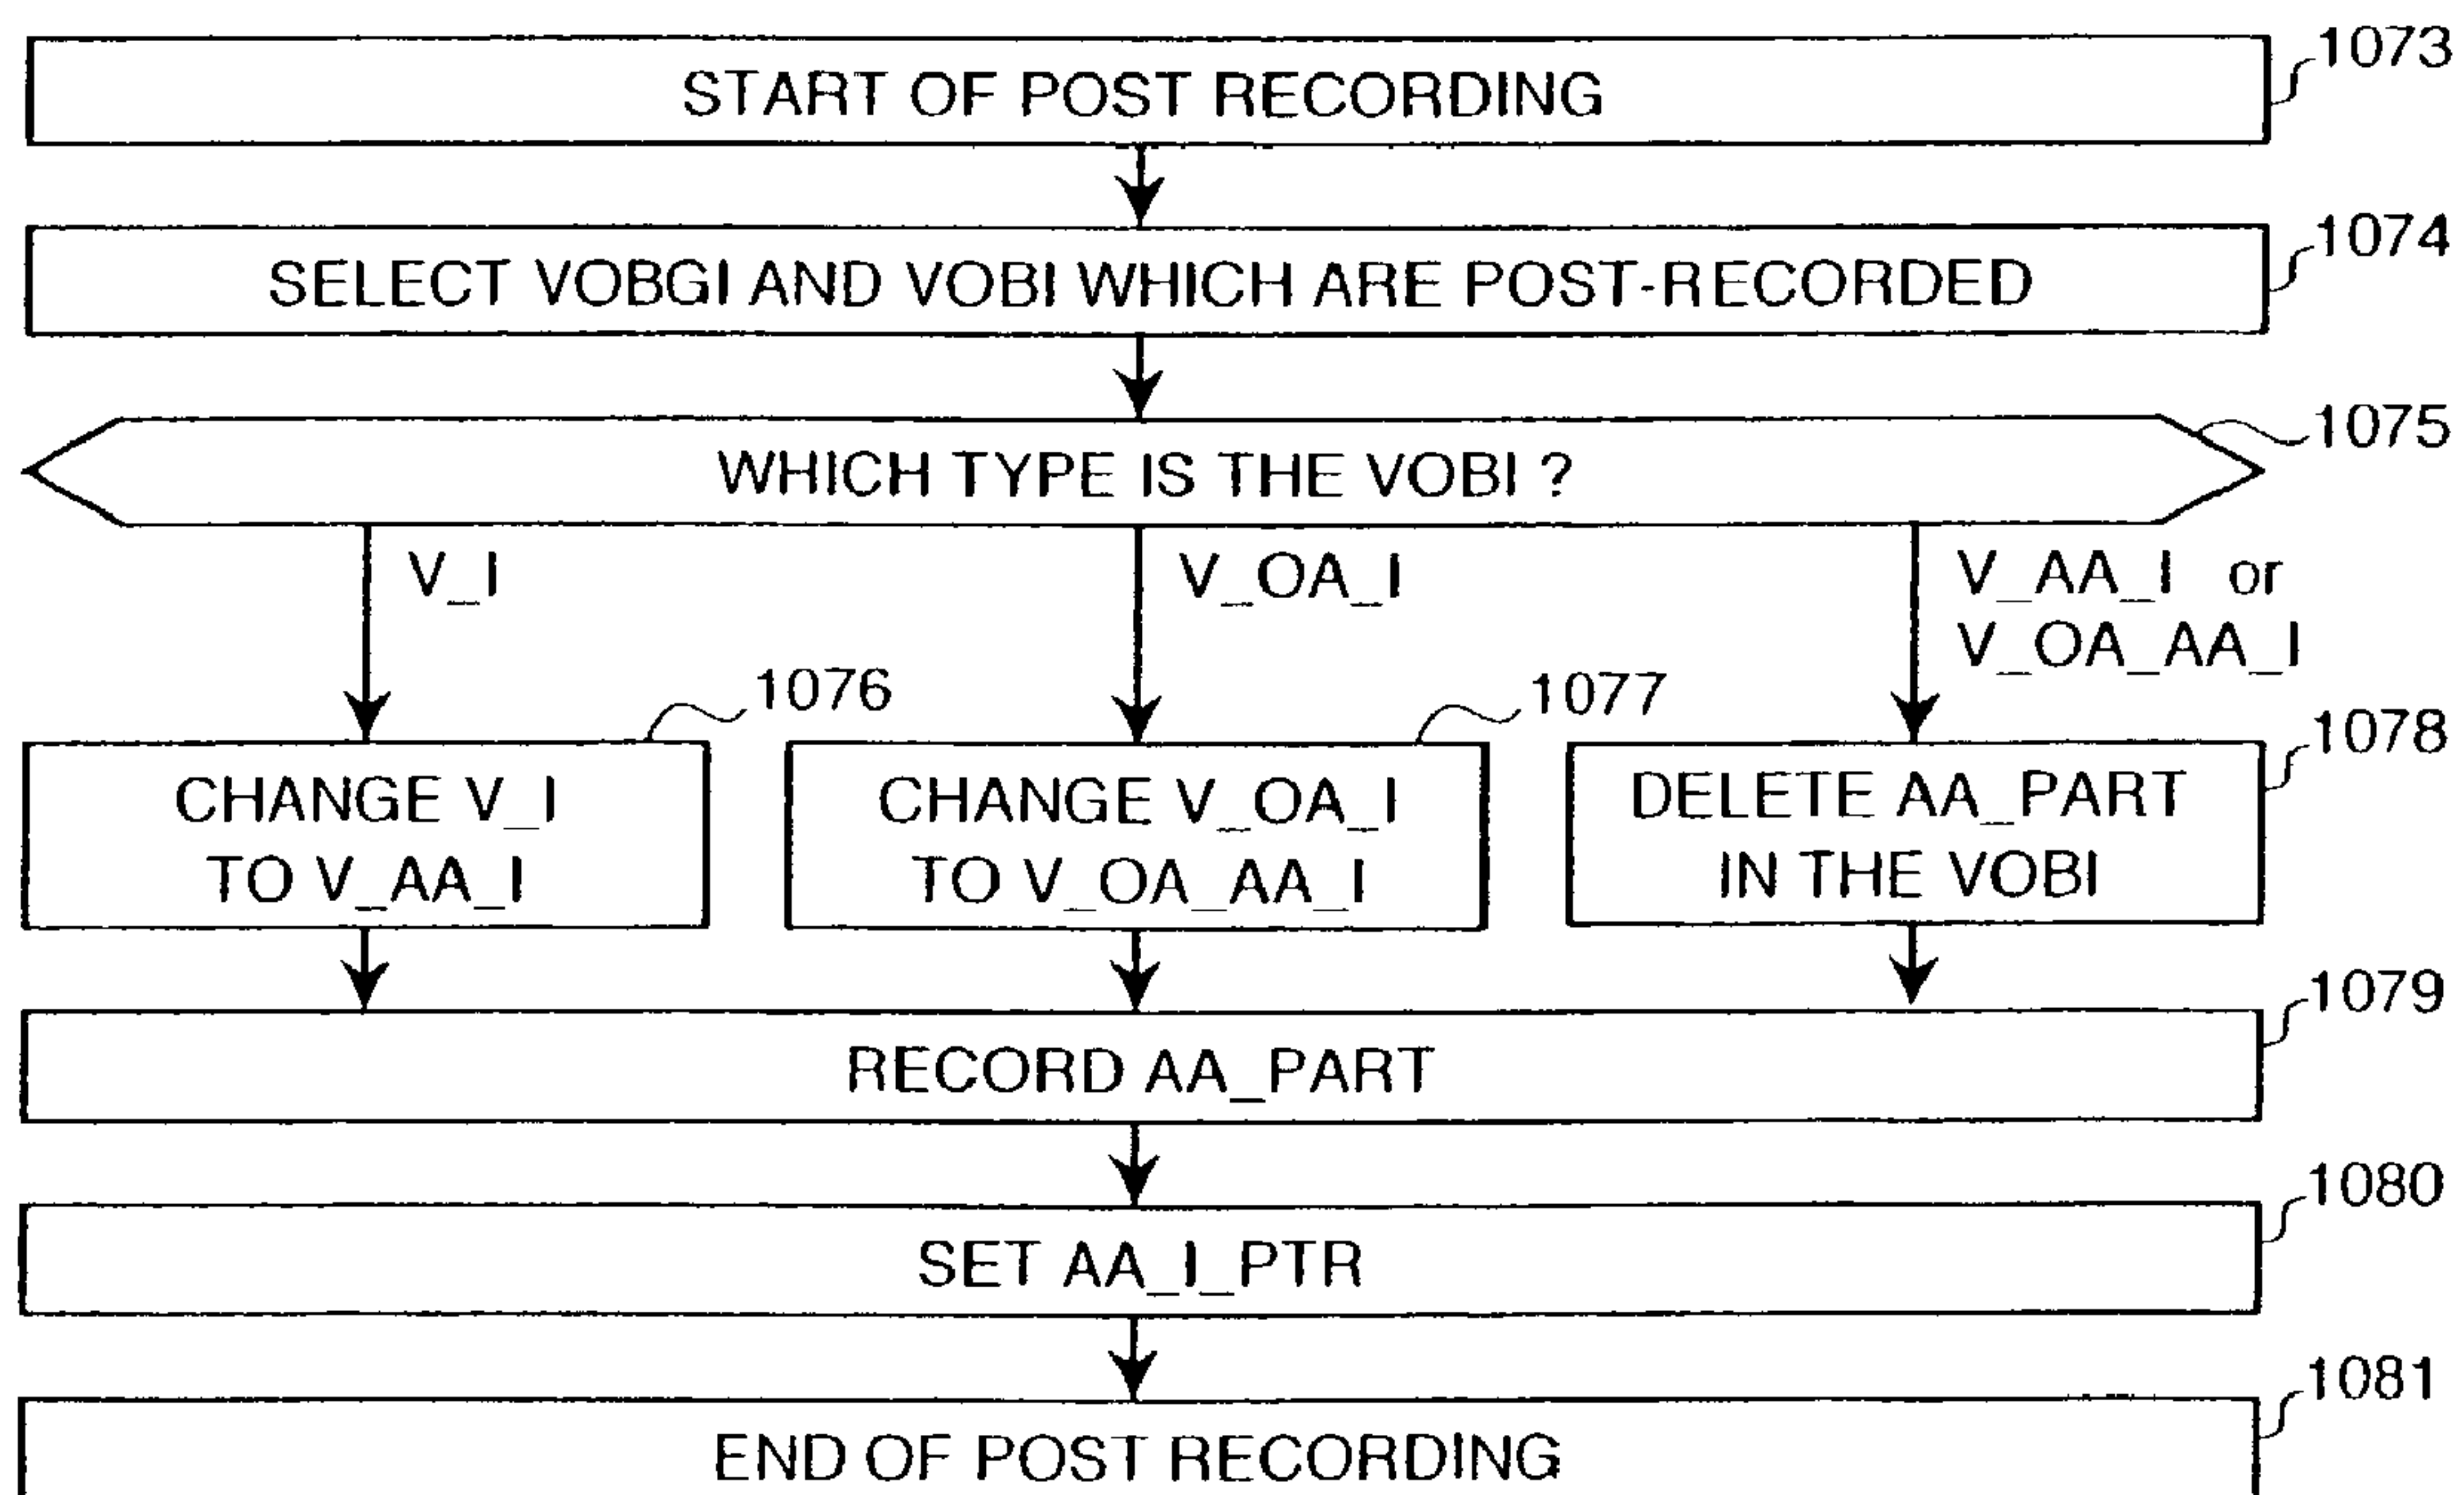 START OF POST RECORDING
1073
SELECT VOBGI AND VOBI WHICH ARE POST-RECORDED
1074
WHICH TYPE IS THE VOBI ?
1075
V_I
V_OA_I
V_AA_I or
V_OA_AA_I
1076
1077
1078
CHANGE V_I
TO V_AA_I
CHANGE V_OA_I
TO V_OA_AA_I
DELETE AA_PART
IN THE VOBI
1079
RECORD AA_PART
1080
SET AA_I_PTR
1081
END OF POST RECORDING